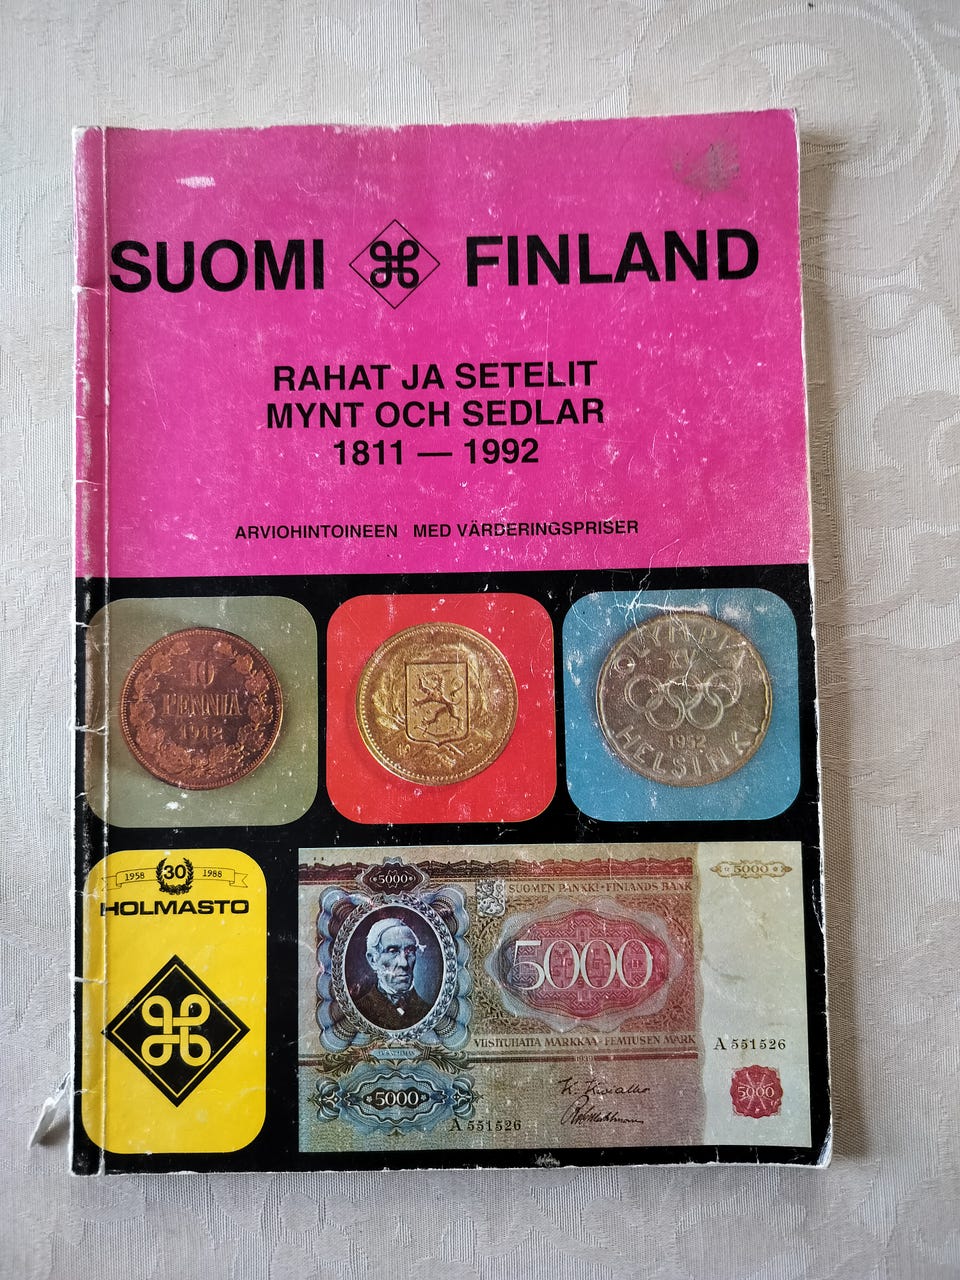 SUOMI FINLAND
RAHAT JA SETELIT
MYNT OCH SEDLAR
1811 — 1992
ARVIOHINTOINEEN MED VÄRDERINGSPRISER
10
PENNIÄ
1912
OLYMPIA
XV
1952
HELSINKI
1958 30 1988
HOLMASTO
5000
5000
SUOMEN PANKKI·FINLANDS BANK
5000
VIISITUHATTA MARKKAA FEMTUSEN MARK
A 551526
5000
5000
A 551526